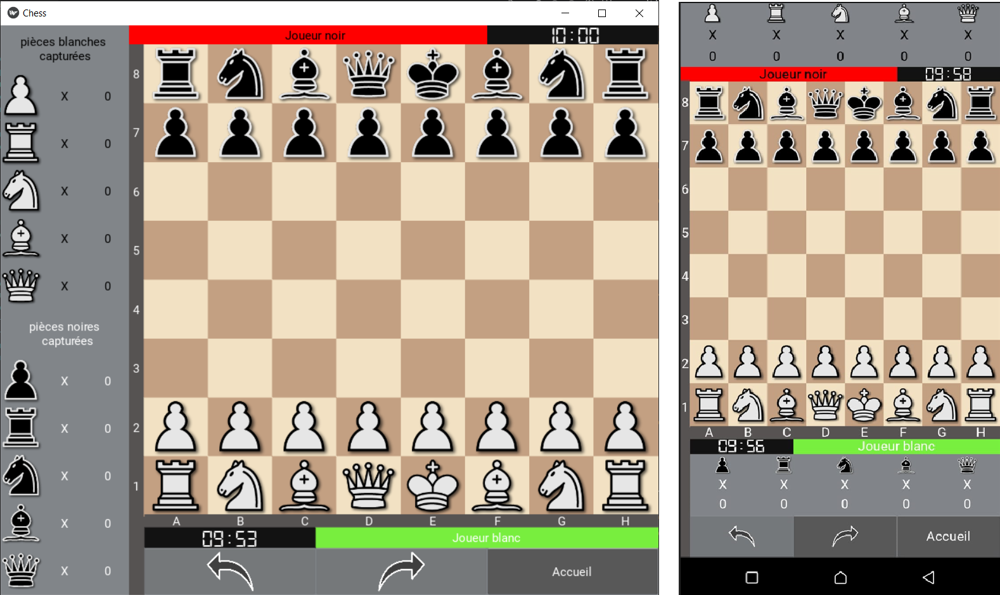 Chess
pièces blanches
capturées
X 0
X 0
X 0
X 0
X 0
pièces noires
capturées
X 0
X 0
X 0
X 0
X 0
Joueur noir 10:00
8
7
6
5
4
3
2
1
A B C D E F G H
09:53 Joueur blanc
Accueil
X X X X X
0 0 0 0 0
Joueur noir 09:58
8
7
6
5
4
3
2
1
A B C D E F G H
09:56 Joueur blanc
X X X X X
0 0 0 0 0
Accueil